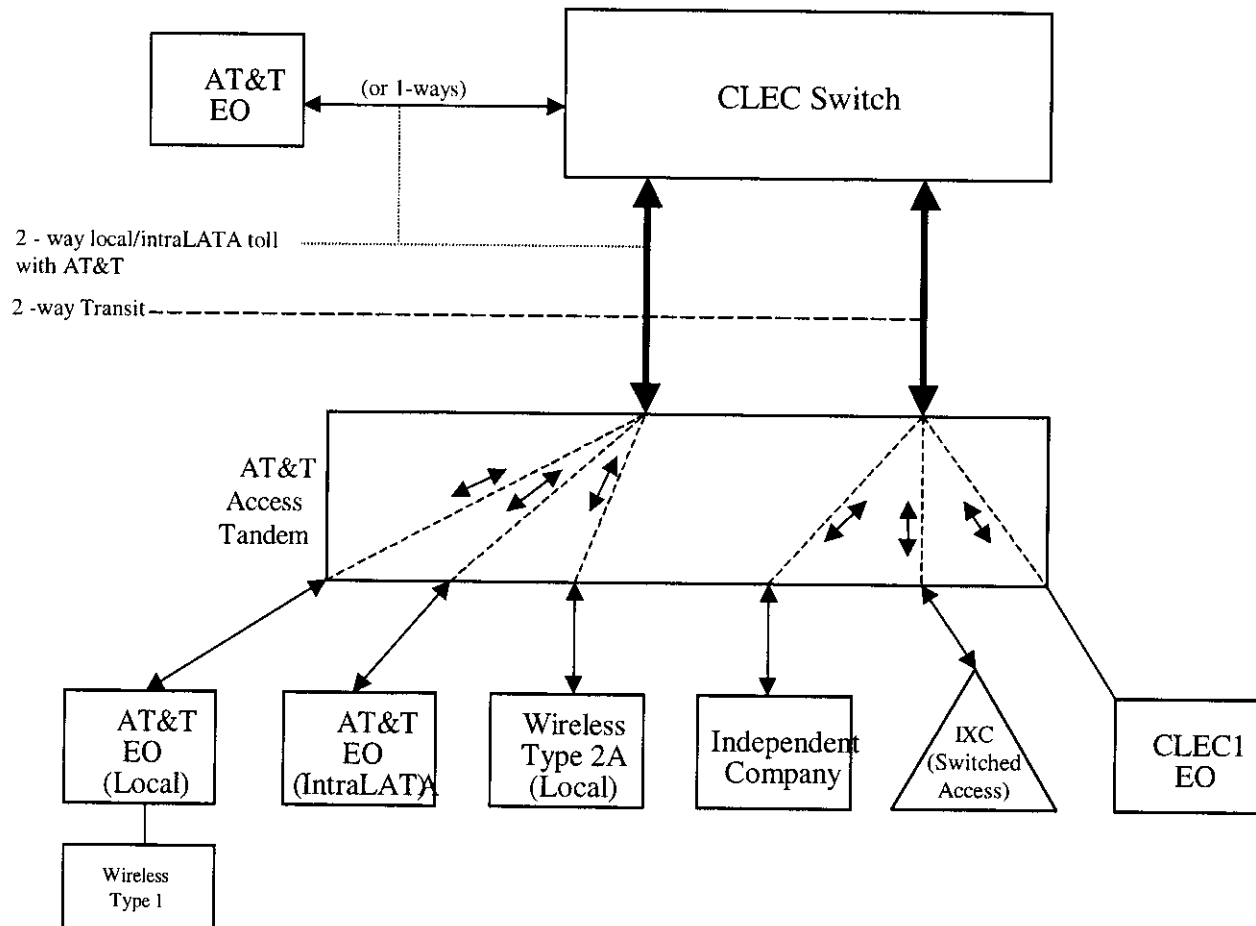 AT&T
EO
(or 1-ways)
CLEC Switch
2 - way local/intraLATA toll
with AT&T
2 -way Transit
AT&T
Access
Tandem
AT&T
EO
(Local)
AT&T
EO
(IntraLAT)A
Wireless
Type 2A
(Local)
Independent
Company
IXC
(Switched
Access)
CLEC1
EO
Wireless
Type 1